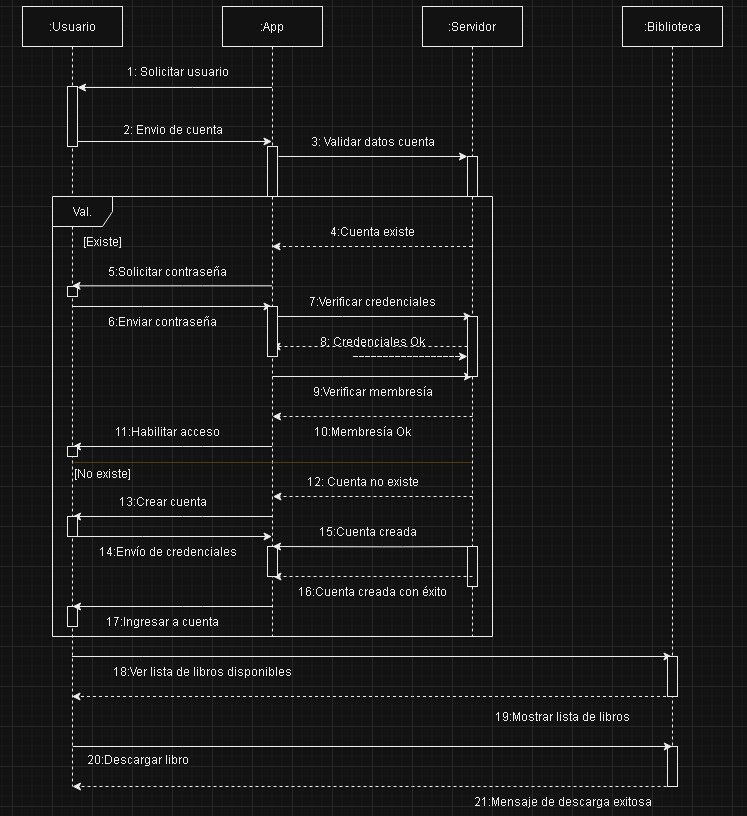 :Usuario
:App
:Servidor
:Biblioteca
1: Solicitar usuario
2: Envio de cuenta
3: Validar datos cuenta
Val.
4:Cuenta existe
[Existe]
5:Solicitar contraseña
7:Verificar credenciales
6:Enviar contraseña
8: Credenciales Ok
9:Verificar membresía
11:Habilitar acceso
10:Membresía Ok
[No existe]
12: Cuenta no existe
13:Crear cuenta
15:Cuenta creada
14:Envío de credenciales
16:Cuenta creada con éxito
17:Ingresar a cuenta
18:Ver lista de libros disponibles
19:Mostrar lista de libros
20:Descargar libro
21:Mensaje de descarga exitosa